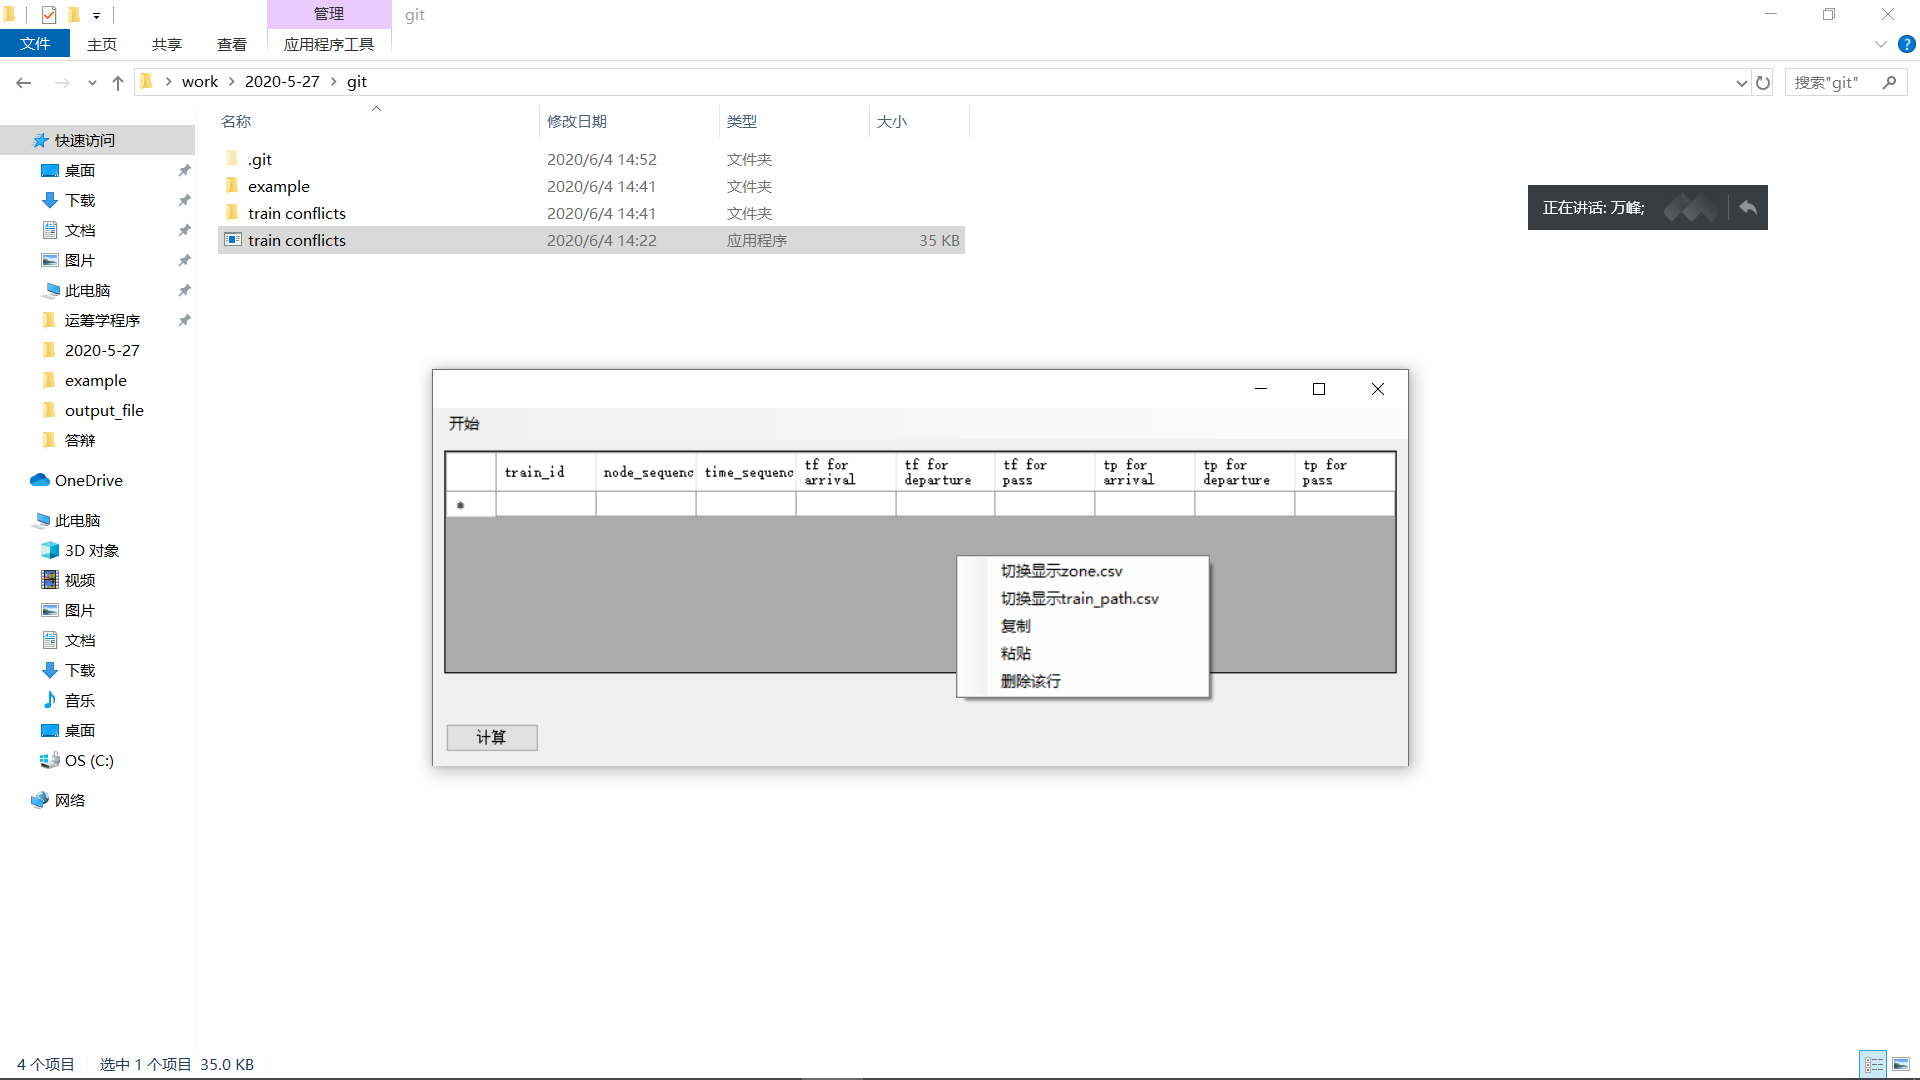 管理
git
文件
主页
共享
查看
应用程序工具
work
2020-5-27
git
搜索"git"
名称
修改日期
类型
大小
.git
2020/6/4 14:52
文件夹
example
2020/6/4 14:41
文件夹
train conflicts
2020/6/4 14:41
文件夹
train conflicts
2020/6/4 14:22
应用程序
35 KB
正在讲话: 万峰;
快速访问
桌面
下载
文档
图片
此电脑
运筹学程序
2020-5-27
example
output_file
答辩
OneDrive
此电脑
3D 对象
视频
图片
文档
下载
音乐
桌面
OS (C:)
网络
开始
train_id
node_sequenc
time_sequenc
tf for
arrival
tf for
departure
tf for
pass
tp for
arrival
tp for
departure
tp for
pass
切换显示zone.csv
切换显示train_path.csv
复制
粘贴
删除该行
计算
4 个项目
选中 1 个项目 35.0 KB